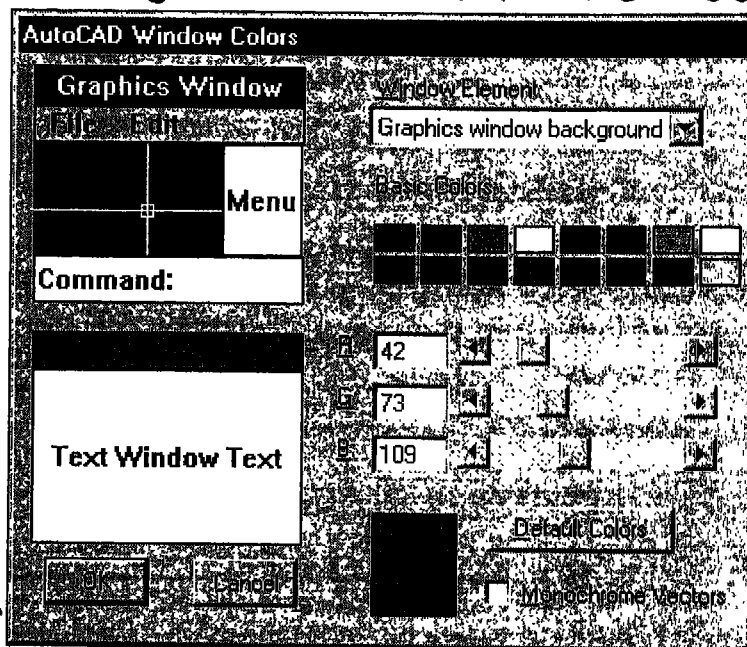 AutoCAD Window Colors
Graphics Window
File Edit
Menu
Command:
Text Window Text
OK Cancel
Window Element
Graphics window background
Basic Colors
R 42
G 73
B 109
Default Colors
Monochrome Vectors